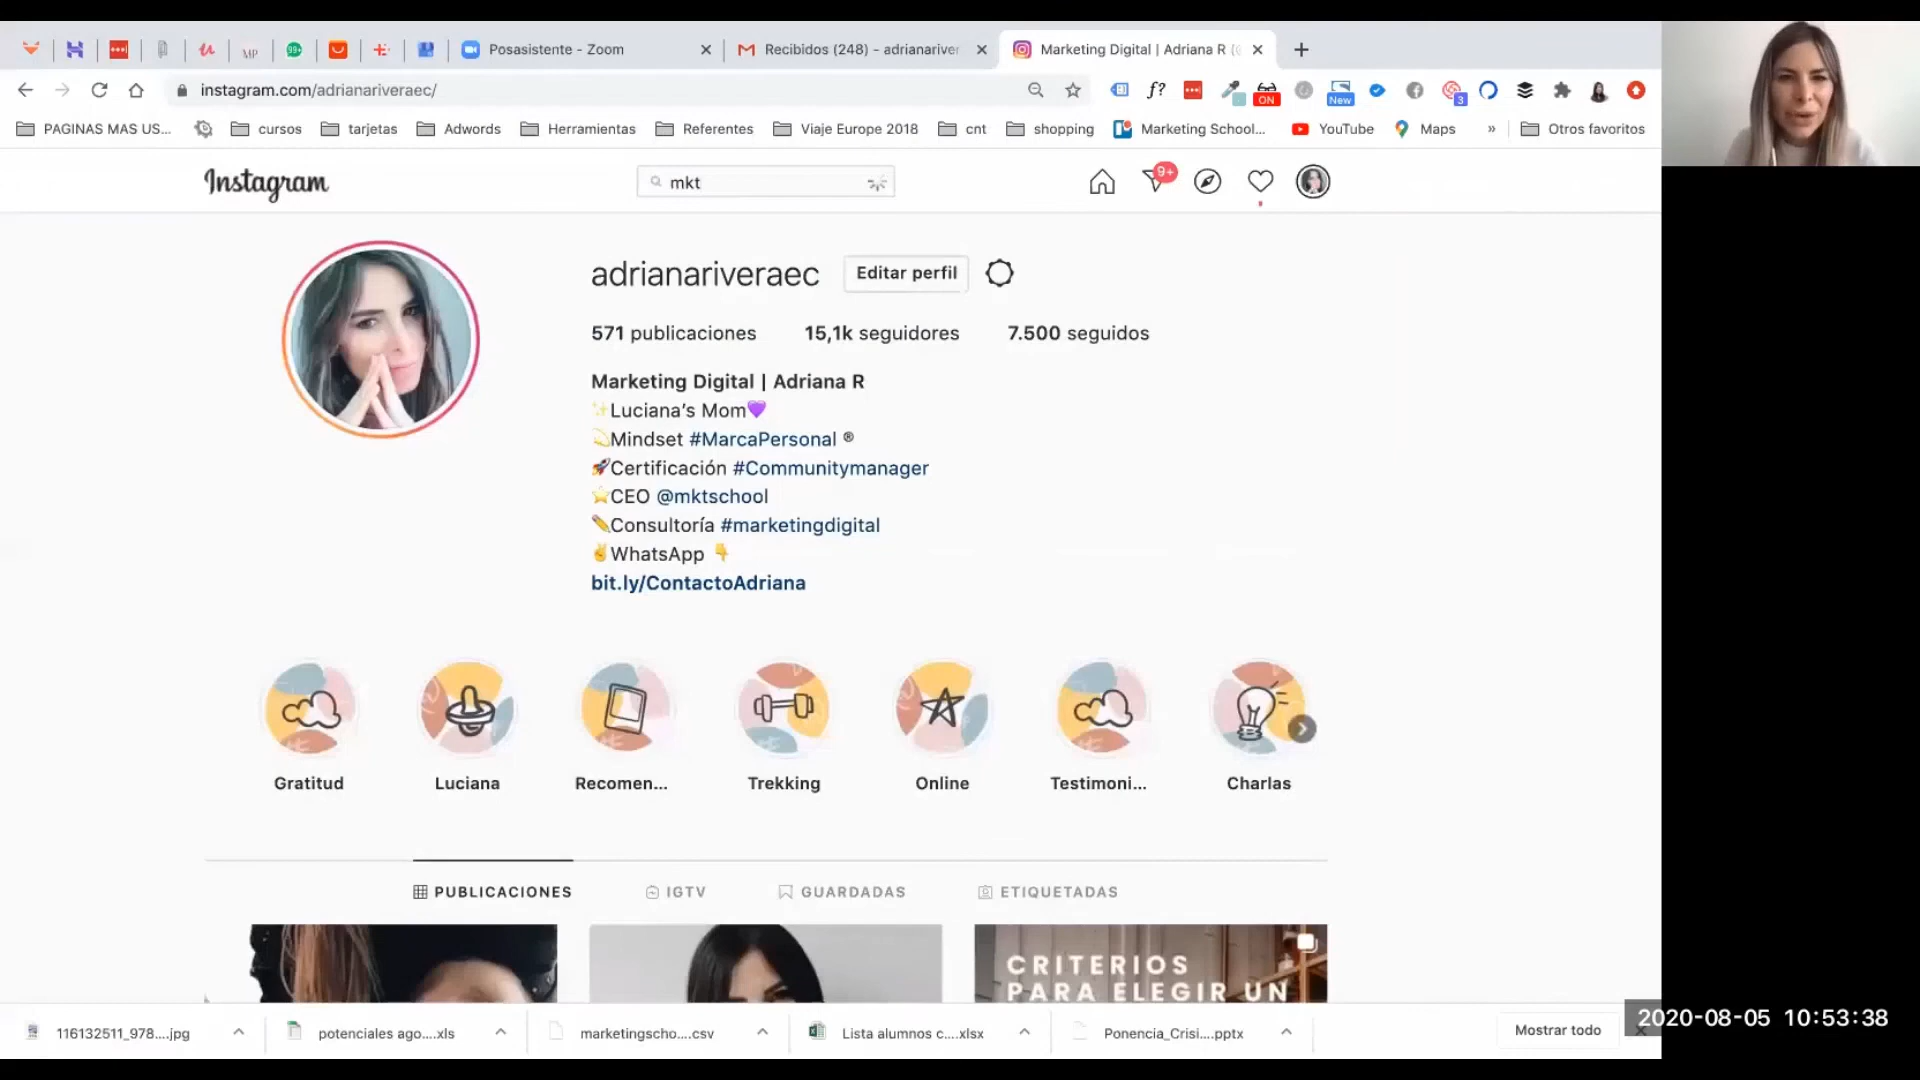 Posasistente - Zoom
Recibidos (248) - adrianariver
Marketing Digital | Adriana R (@
instagram.com/adrianariveraec/
f?
ON
New
3
PAGINAS MAS US...
cursos
tarjetas
Adwords
Herramientas
Referentes
Viaje Europe 2018
cnt
shopping
Marketing School...
YouTube
Maps
»
Otros favoritos
Instagram
mkt
9+
adrianariveraec
Editar perfil
571 publicaciones
15,1k seguidores
7.500 seguidos
Marketing Digital | Adriana R
✨Luciana’s Mom💜
💫Mindset #MarcaPersonal ®
🚀Certificación #Communitymanager
⭐CEO @mktschool
✏️Consultoría #marketingdigital
✌️WhatsApp 👇
bit.ly/ContactoAdriana
Gratitud
Luciana
Recomen...
Trekking
Online
Testimoni...
Charlas
PUBLICACIONES
IGTV
GUARDADAS
ETIQUETADAS
CRITERIOS
PARA ELEGIR UN
116132511_978....jpg
potenciales ago....xls
marketingscho....csv
Lista alumnos c....xlsx
Ponencia_Crisi....pptx
Mostrar todo
2020-08-05 10:53:38